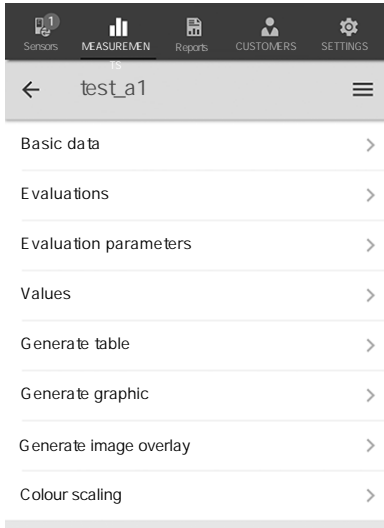 1
Sensors MEASUREMEN
TS Reports CUSTOMERS SETTINGS
test_a1
Basic data
Evaluations
Evaluation parameters
Values
Generate table
Generate graphic
Generate image overlay
Colour scaling